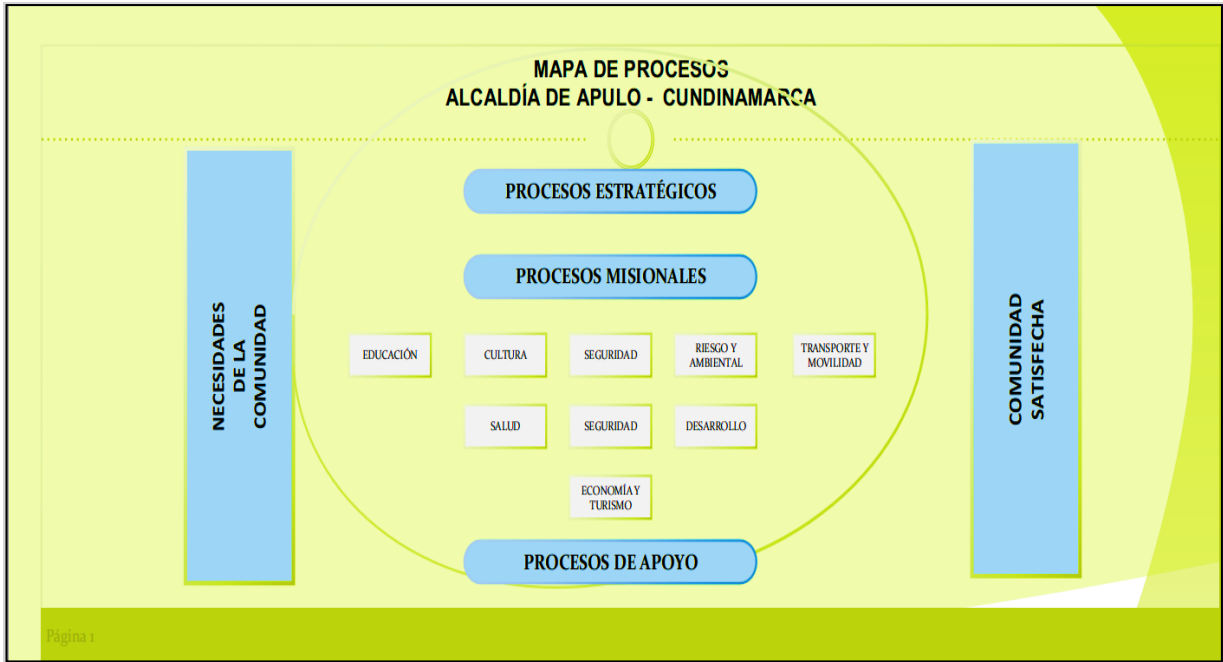 MAPA DE PROCESOS
ALCALDÍA DE APULO - CUNDINAMARCA
NECESIDADES
DE LA
COMUNIDAD
PROCESOS ESTRATÉGICOS
PROCESOS MISIONALES
EDUCACIÓN
CULTURA
SEGURIDAD
RIESGO Y
AMBIENTAL
TRANSPORTE Y
MOVILIDAD
SALUD
SEGURIDAD
DESARROLLO
ECONOMÍA Y
TURISMO
PROCESOS DE APOYO
COMUNIDAD
SATISFECHA
Página 1